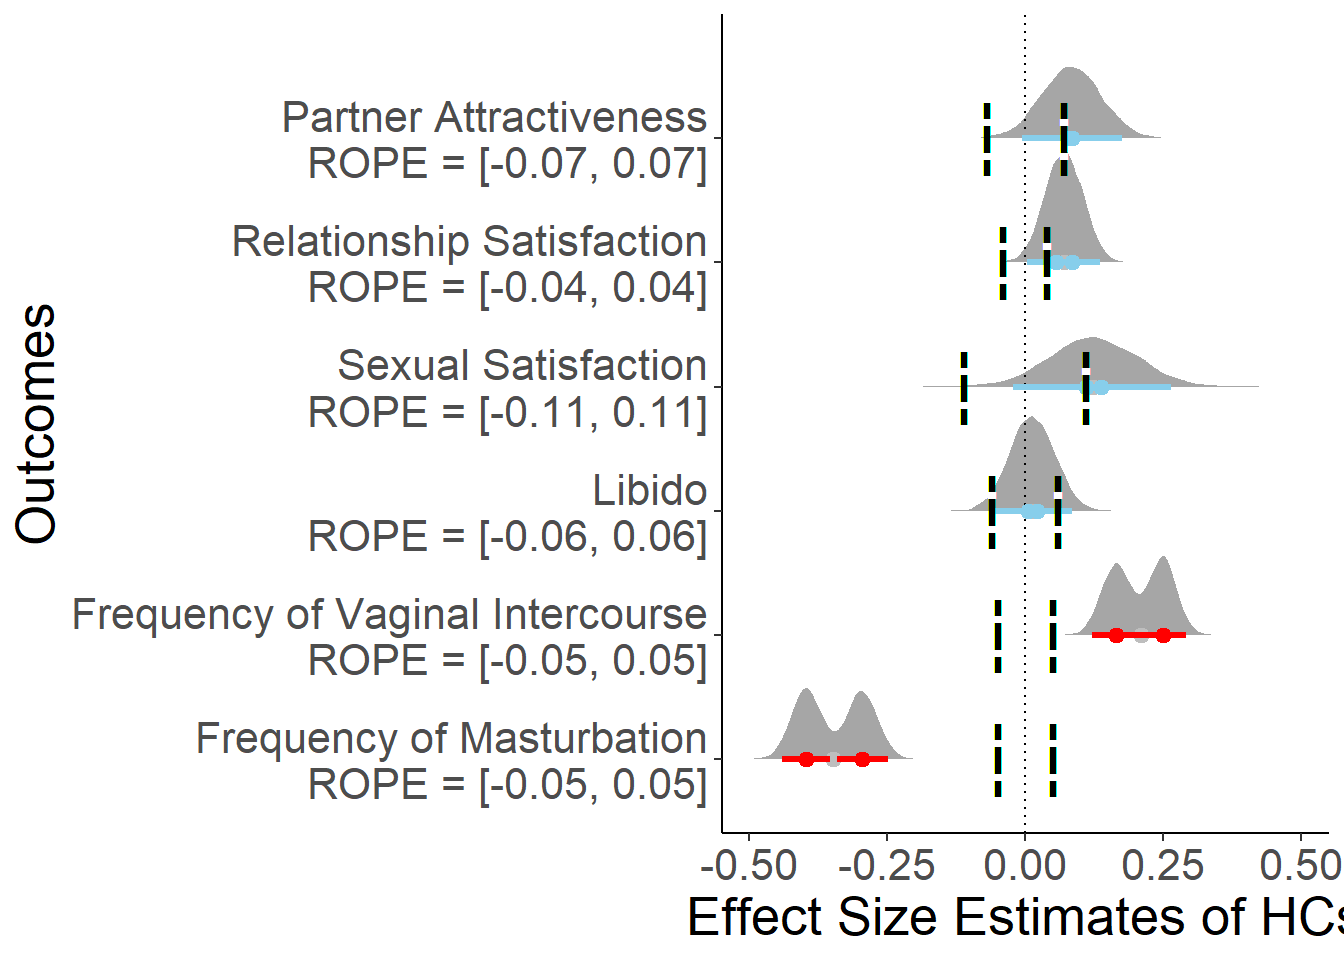 Outcomes
Partner Attractiveness
ROPE = [-0.07, 0.07]
Relationship Satisfaction
ROPE = [-0.04, 0.04]
Sexual Satisfaction
ROPE = [-0.11, 0.11]
Libido
ROPE = [-0.06, 0.06]
Frequency of Vaginal Intercourse
ROPE = [-0.05, 0.05]
Frequency of Masturbation
ROPE = [-0.05, 0.05]
-0.50 -0.25 0.00 0.25 0.50
Effect Size Estimates of HCs